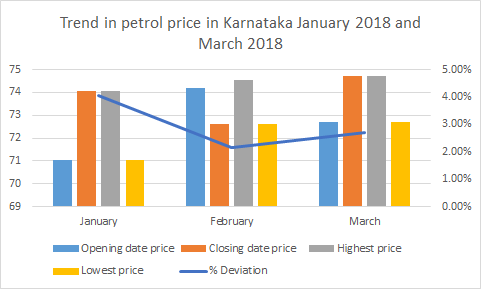 Trend in petrol price in Karnataka January 2018 and
March 2018
75
74
73
72
71
70
69
5.00%
4.00%
3.00%
2.00%
1.00%
0.00%
January February March
Opening date price Closing date price Highest price
Lowest price % Deviation